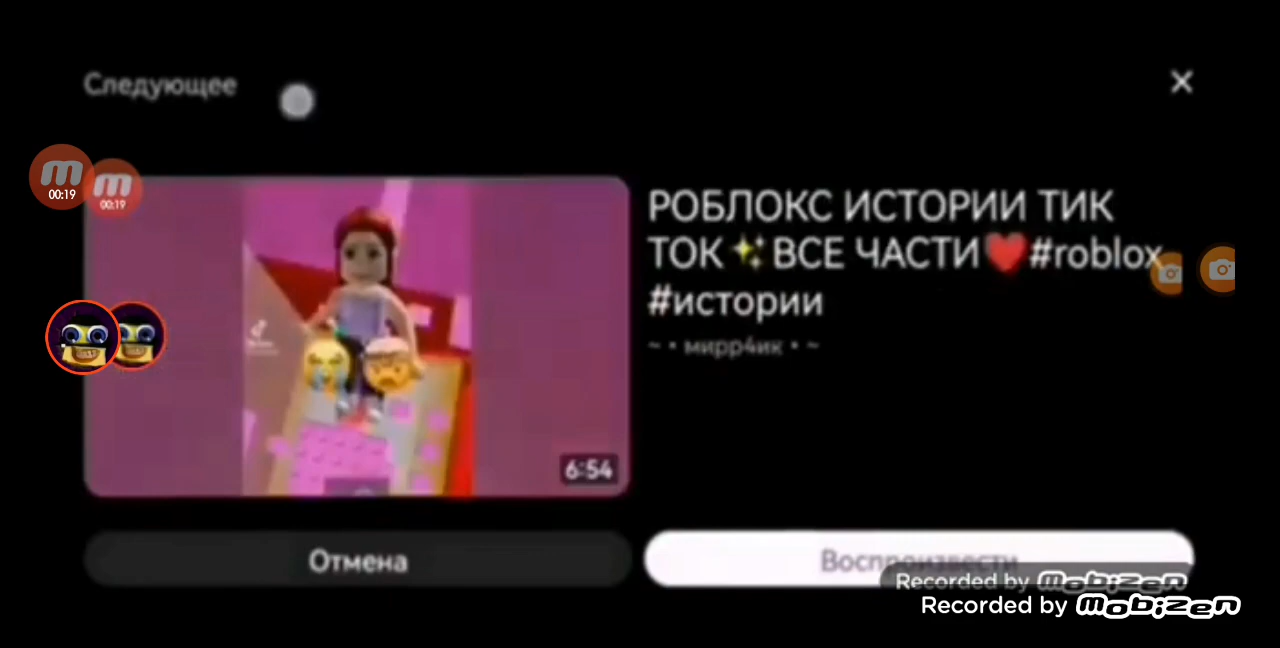 Следующее
00:19
00:19
РОБЛОКС ИСТОРИИ ТИК
ТОК✨ВСЕ ЧАСТИ❤️#roblox
#истории
~ • мирр4ик • ~
6:54
Отмена
Воспроизвести
Recorded by Mobizen
Recorded by Mobizen